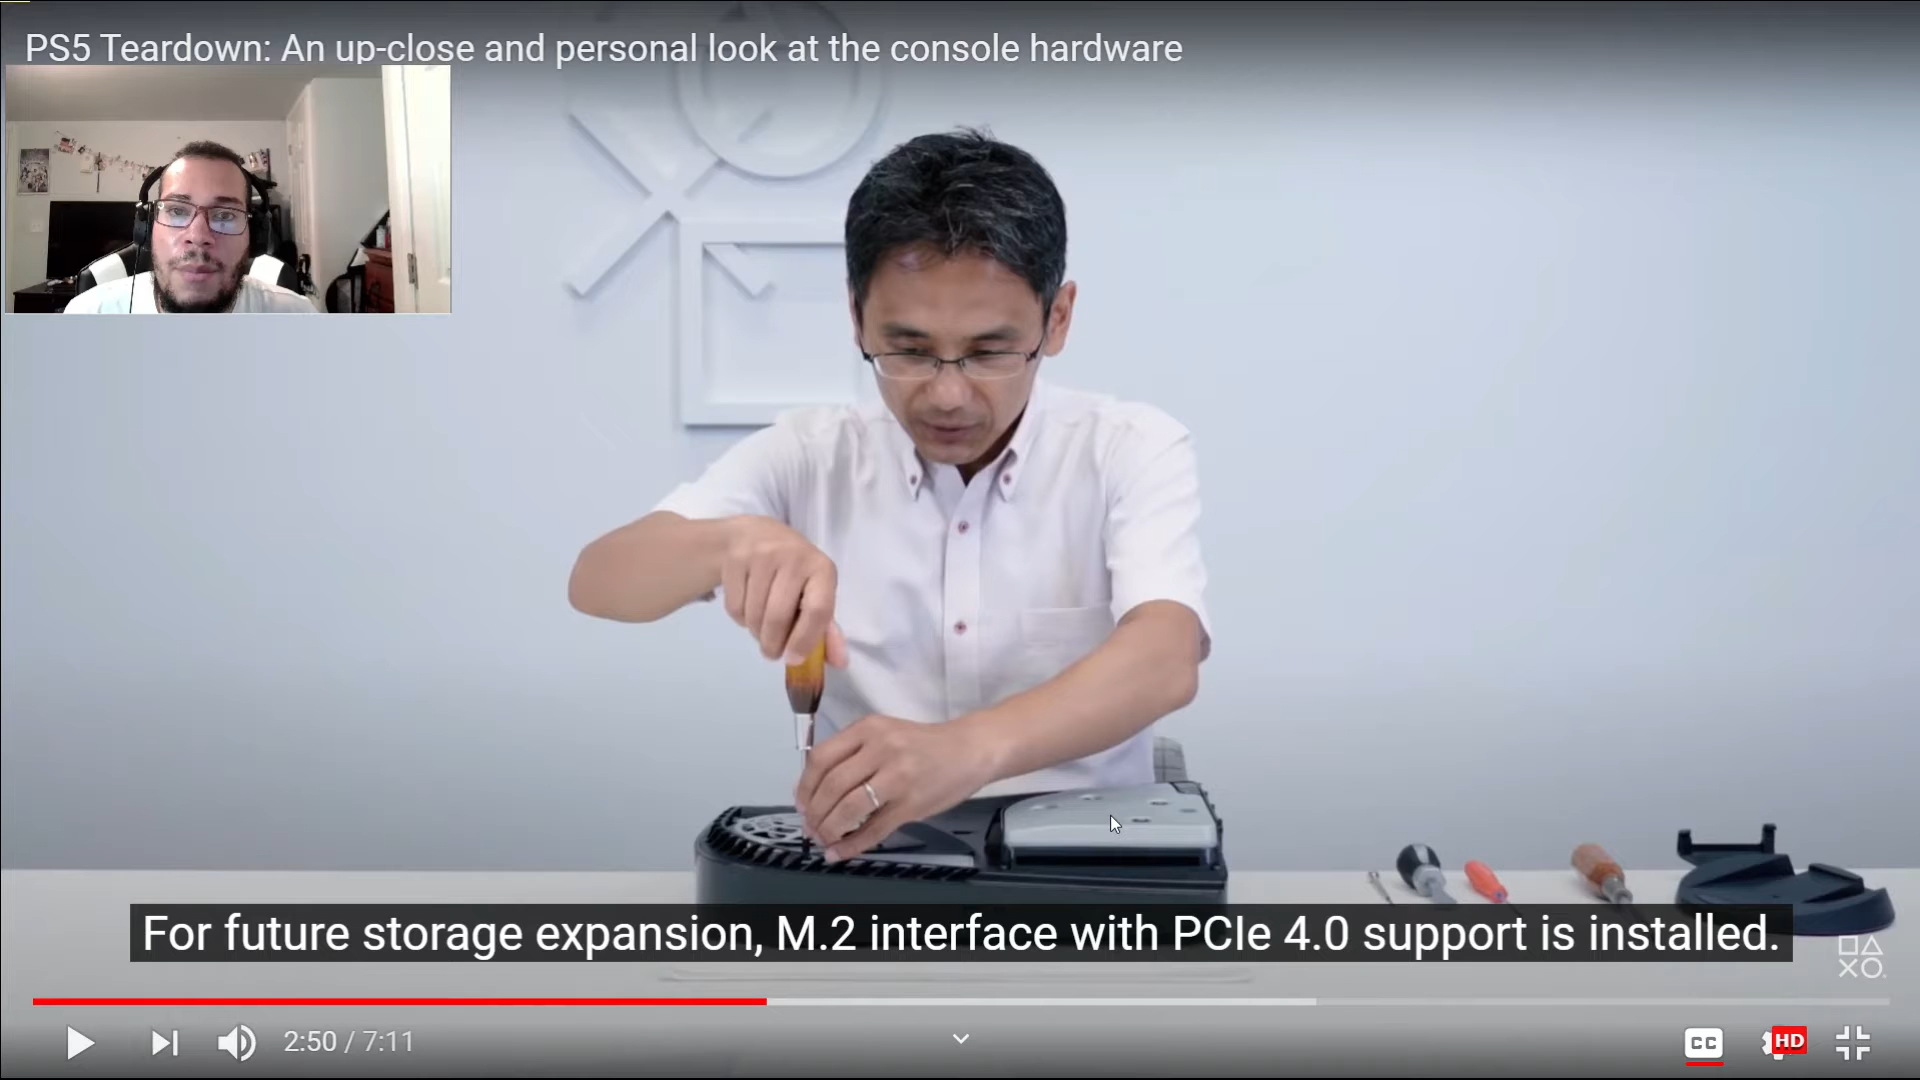 PS5 Teardown: An up-close and personal look at the console hardware
For future storage expansion, M.2 interface with PCIe 4.0 support is installed.
2:50 / 7:11
CC
HD